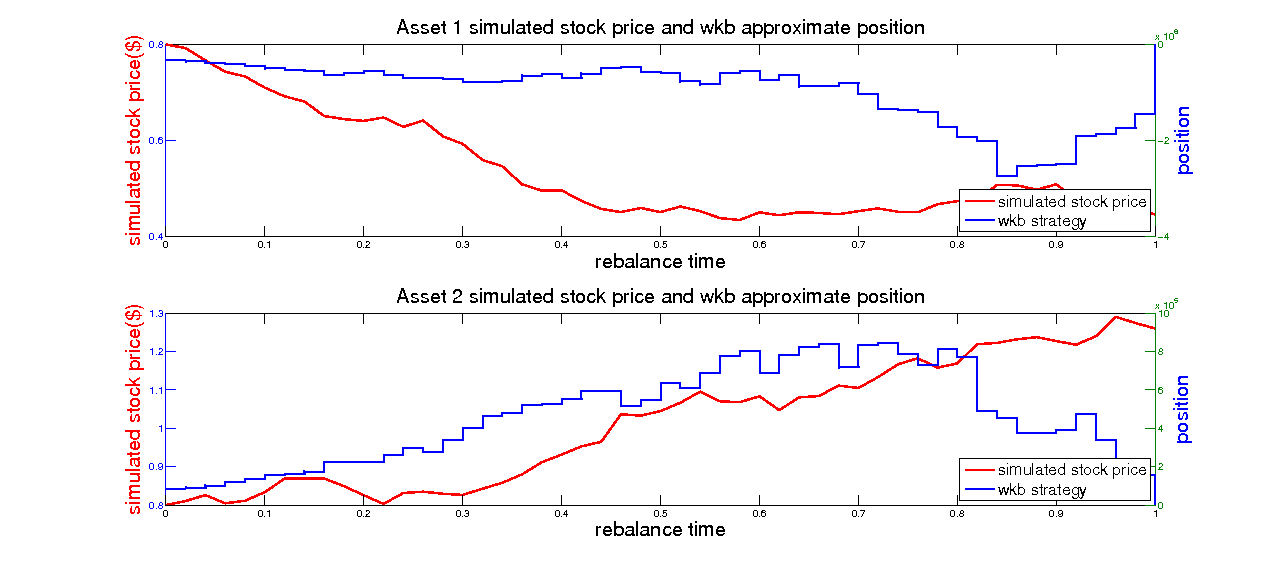 Asset 1 simulated stock price and wkb approximate position
x 10⁶
simulated stock price($)
0.8
0.6
0.4
0
-2
-4
position
simulated stock price
wkb strategy
0 0.1 0.2 0.3 0.4 0.5 0.6 0.7 0.8 0.9 1
rebalance time
Asset 2 simulated stock price and wkb approximate position
simulated stock price($)
1.3
1.2
1.1
1
0.9
0.8
10
8
6
4
2
0
position
simulated stock price
wkb strategy
0 0.1 0.2 0.3 0.4 0.5 0.6 0.7 0.8 0.9 1
rebalance time